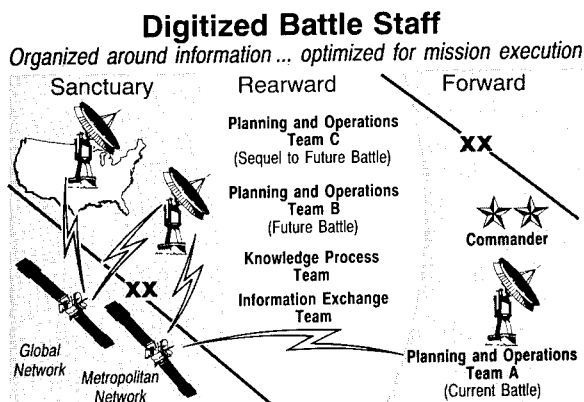 Digitized Battle Staff
Organized around information ... optimized for mission execution
Sanctuary
Rearward
Forward
Planning and Operations
Team C
(Sequel to Future Battle)
Planning and Operations
Team B
(Future Battle)
Knowledge Process
Team
Information Exchange
Team
XX
Commander
XX
Global
Network
Metropolitan
Network
Planning and Operations
Team A
(Current Battle)